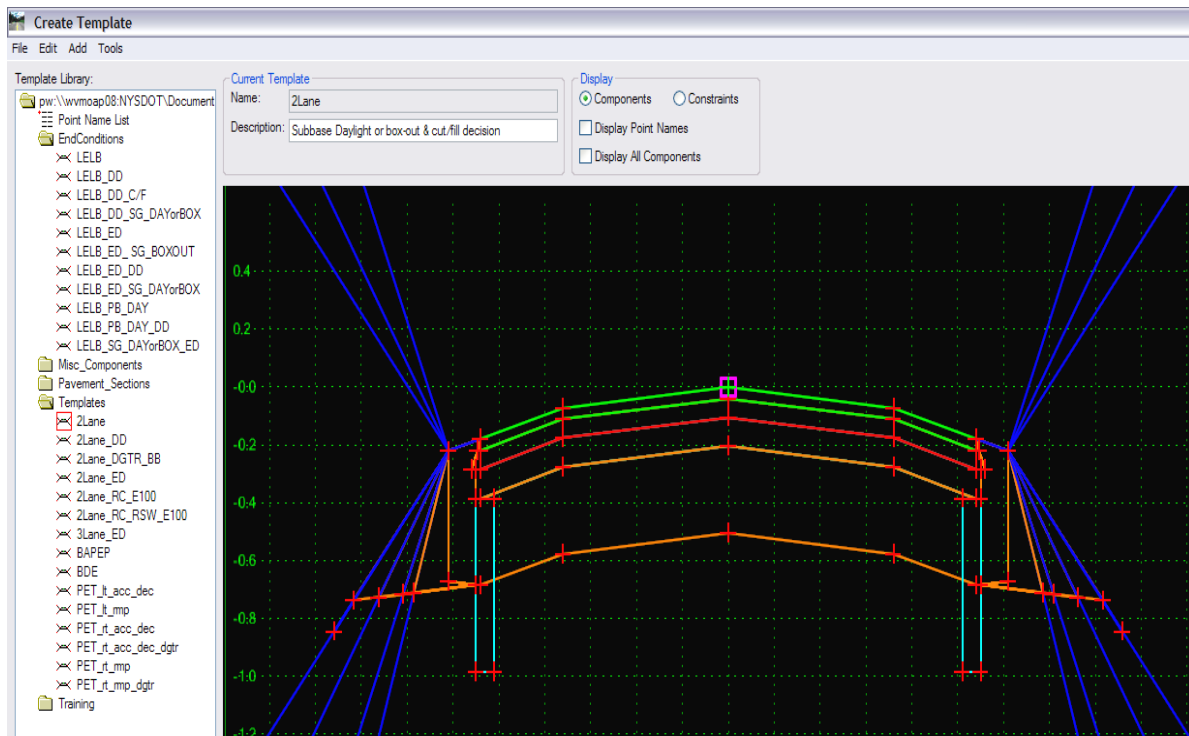 Create Template
File Edit Add Tools
Template Library:
pw:\\wvmoap08:NYSDOT\Document
Point Name List
EndConditions
LELB
LELB_DD
LELB_DD_C/F
LELB_DD_SG_DAYorBOX
LELB_ED
LELB_ED_ SG_BOXOUT
LELB_ED_DD
LELB_ED_SG_DAYorBOX
LELB_PB_DAY
LELB_PB_DAY_DD
LELB_SG_DAYorBOX_ED
Misc_Components
Pavement_Sections
Templates
2Lane
2Lane_DD
2Lane_DGTR_BB
2Lane_ED
2Lane_RC_E100
2Lane_RC_RSW_E100
3Lane_ED
BAPEP
BDE
PET_lt_acc_dec
PET_lt_rmp
PET_rt_acc_dec
PET_rt_acc_dec_dgtr
PET_rt_rmp
PET_rt_rmp_dgtr
Training
Current Template
Name: 2Lane
Description: Subbase Daylight or box-out & cut/fill decision
Display
Components Constraints
Display Point Names
Display All Components
0.4
0.2
-0.0
-0.2
-0.4
-0.6
-0.8
-1.0
-1.2